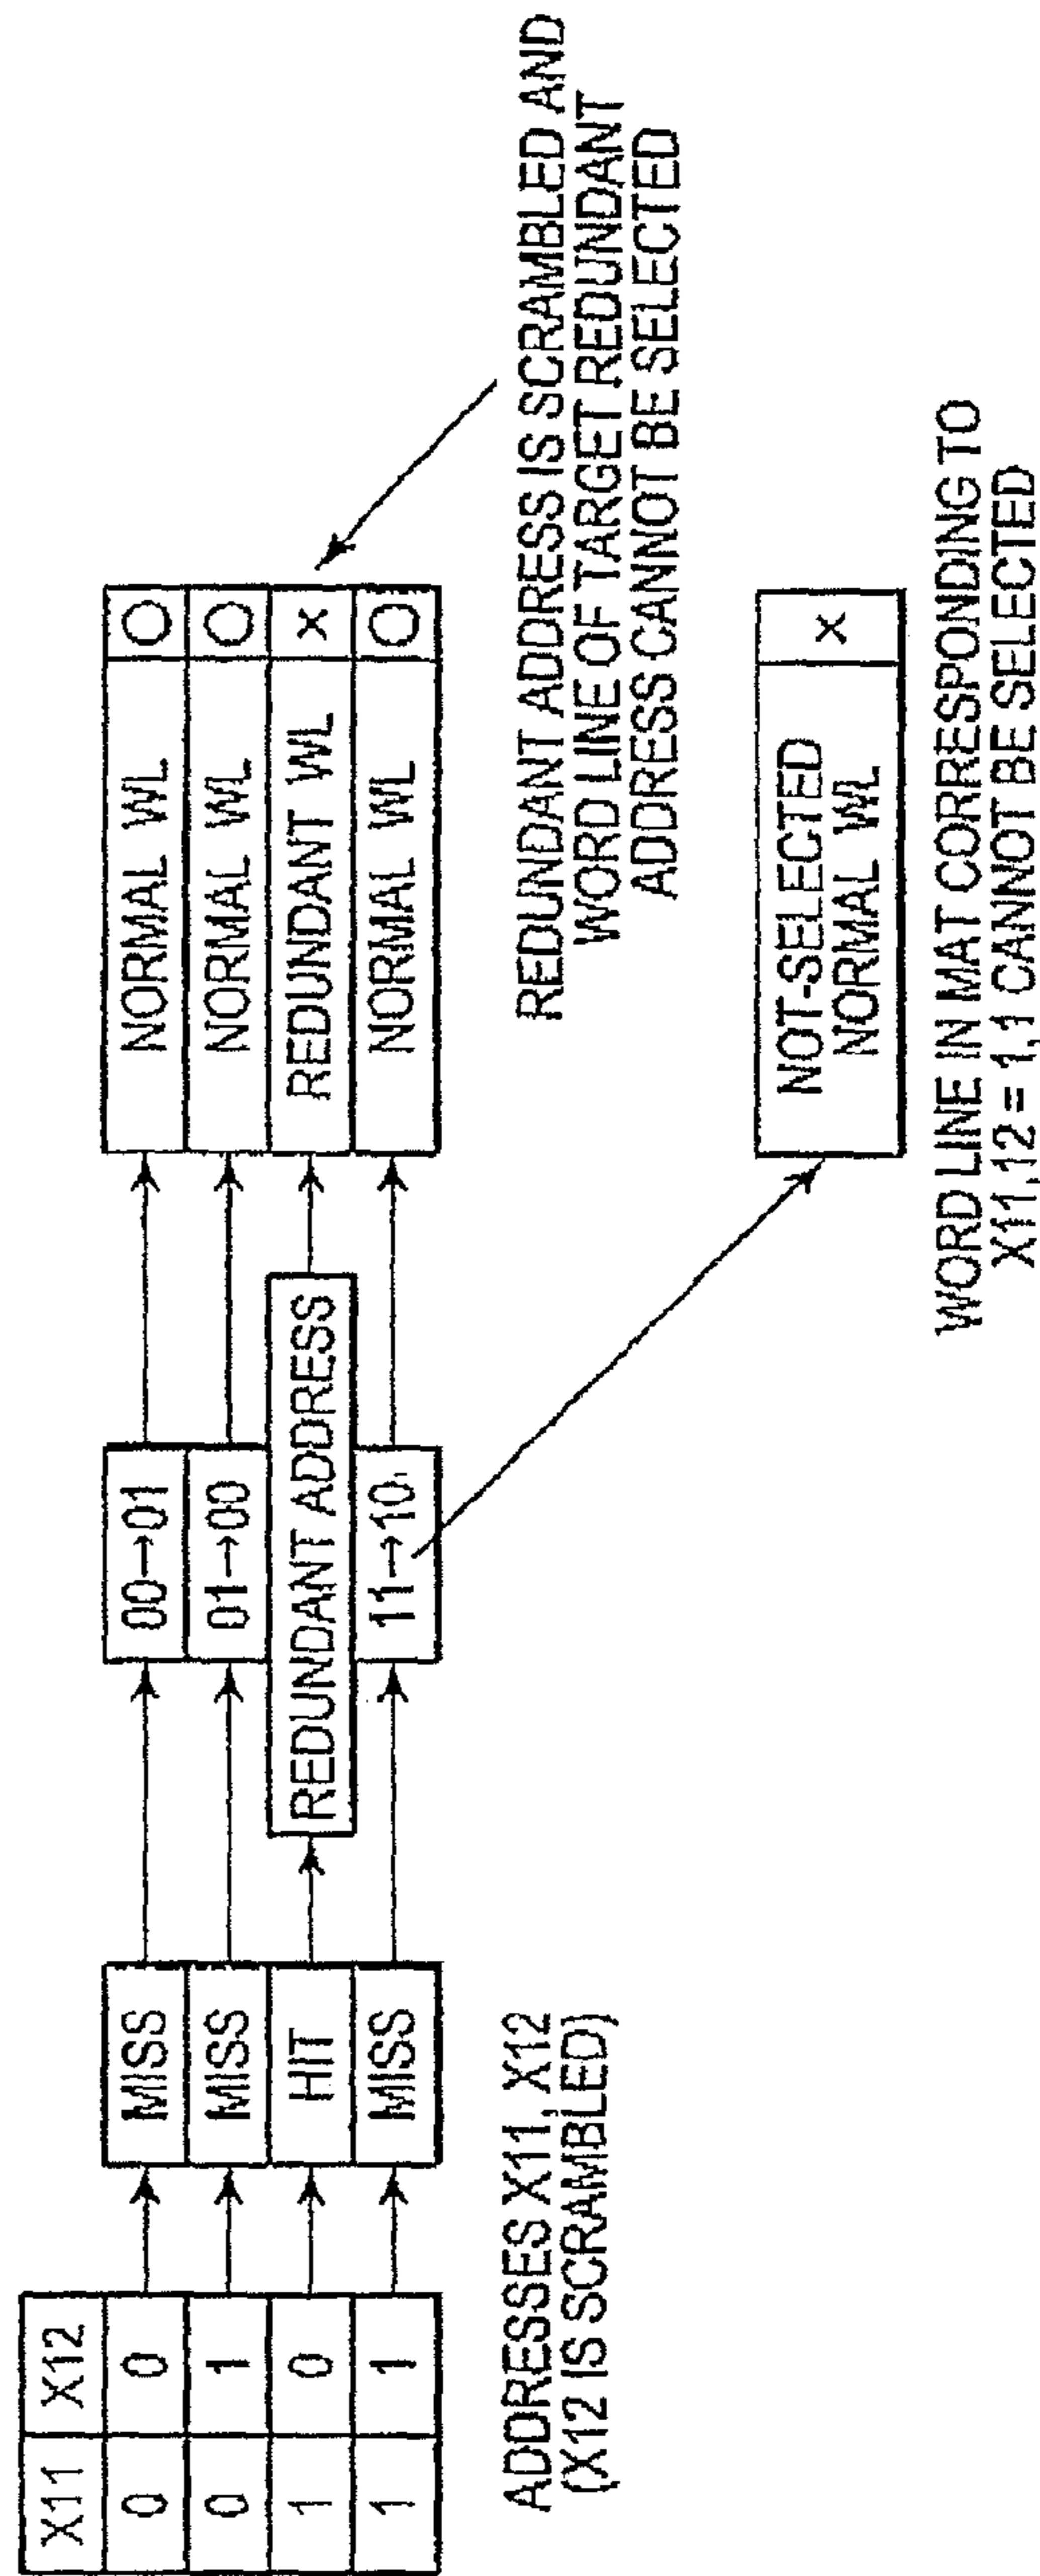 X11 X12
0 0 MISS 00→01 NORMAL WL ○
0 1 MISS 01→00 NORMAL WL ○
1 0 HIT REDUNDANT ADDRESS REDUNDANT WL ×
1 1 MISS 11→10 NORMAL WL ○
ADDRESSES X11, X12
(X12 IS SCRAMBLED)
REDUNDANT ADDRESS IS SCRAMBLED AND
WORD LINE OF TARGET REDUNDANT
ADDRESS CANNOT BE SELECTED
NOT-SELECTED
NORMAL WL
×
WORD LINE IN MAT CORRESPONDING TO
X11,12 = 1,1 CANNOT BE SELECTED